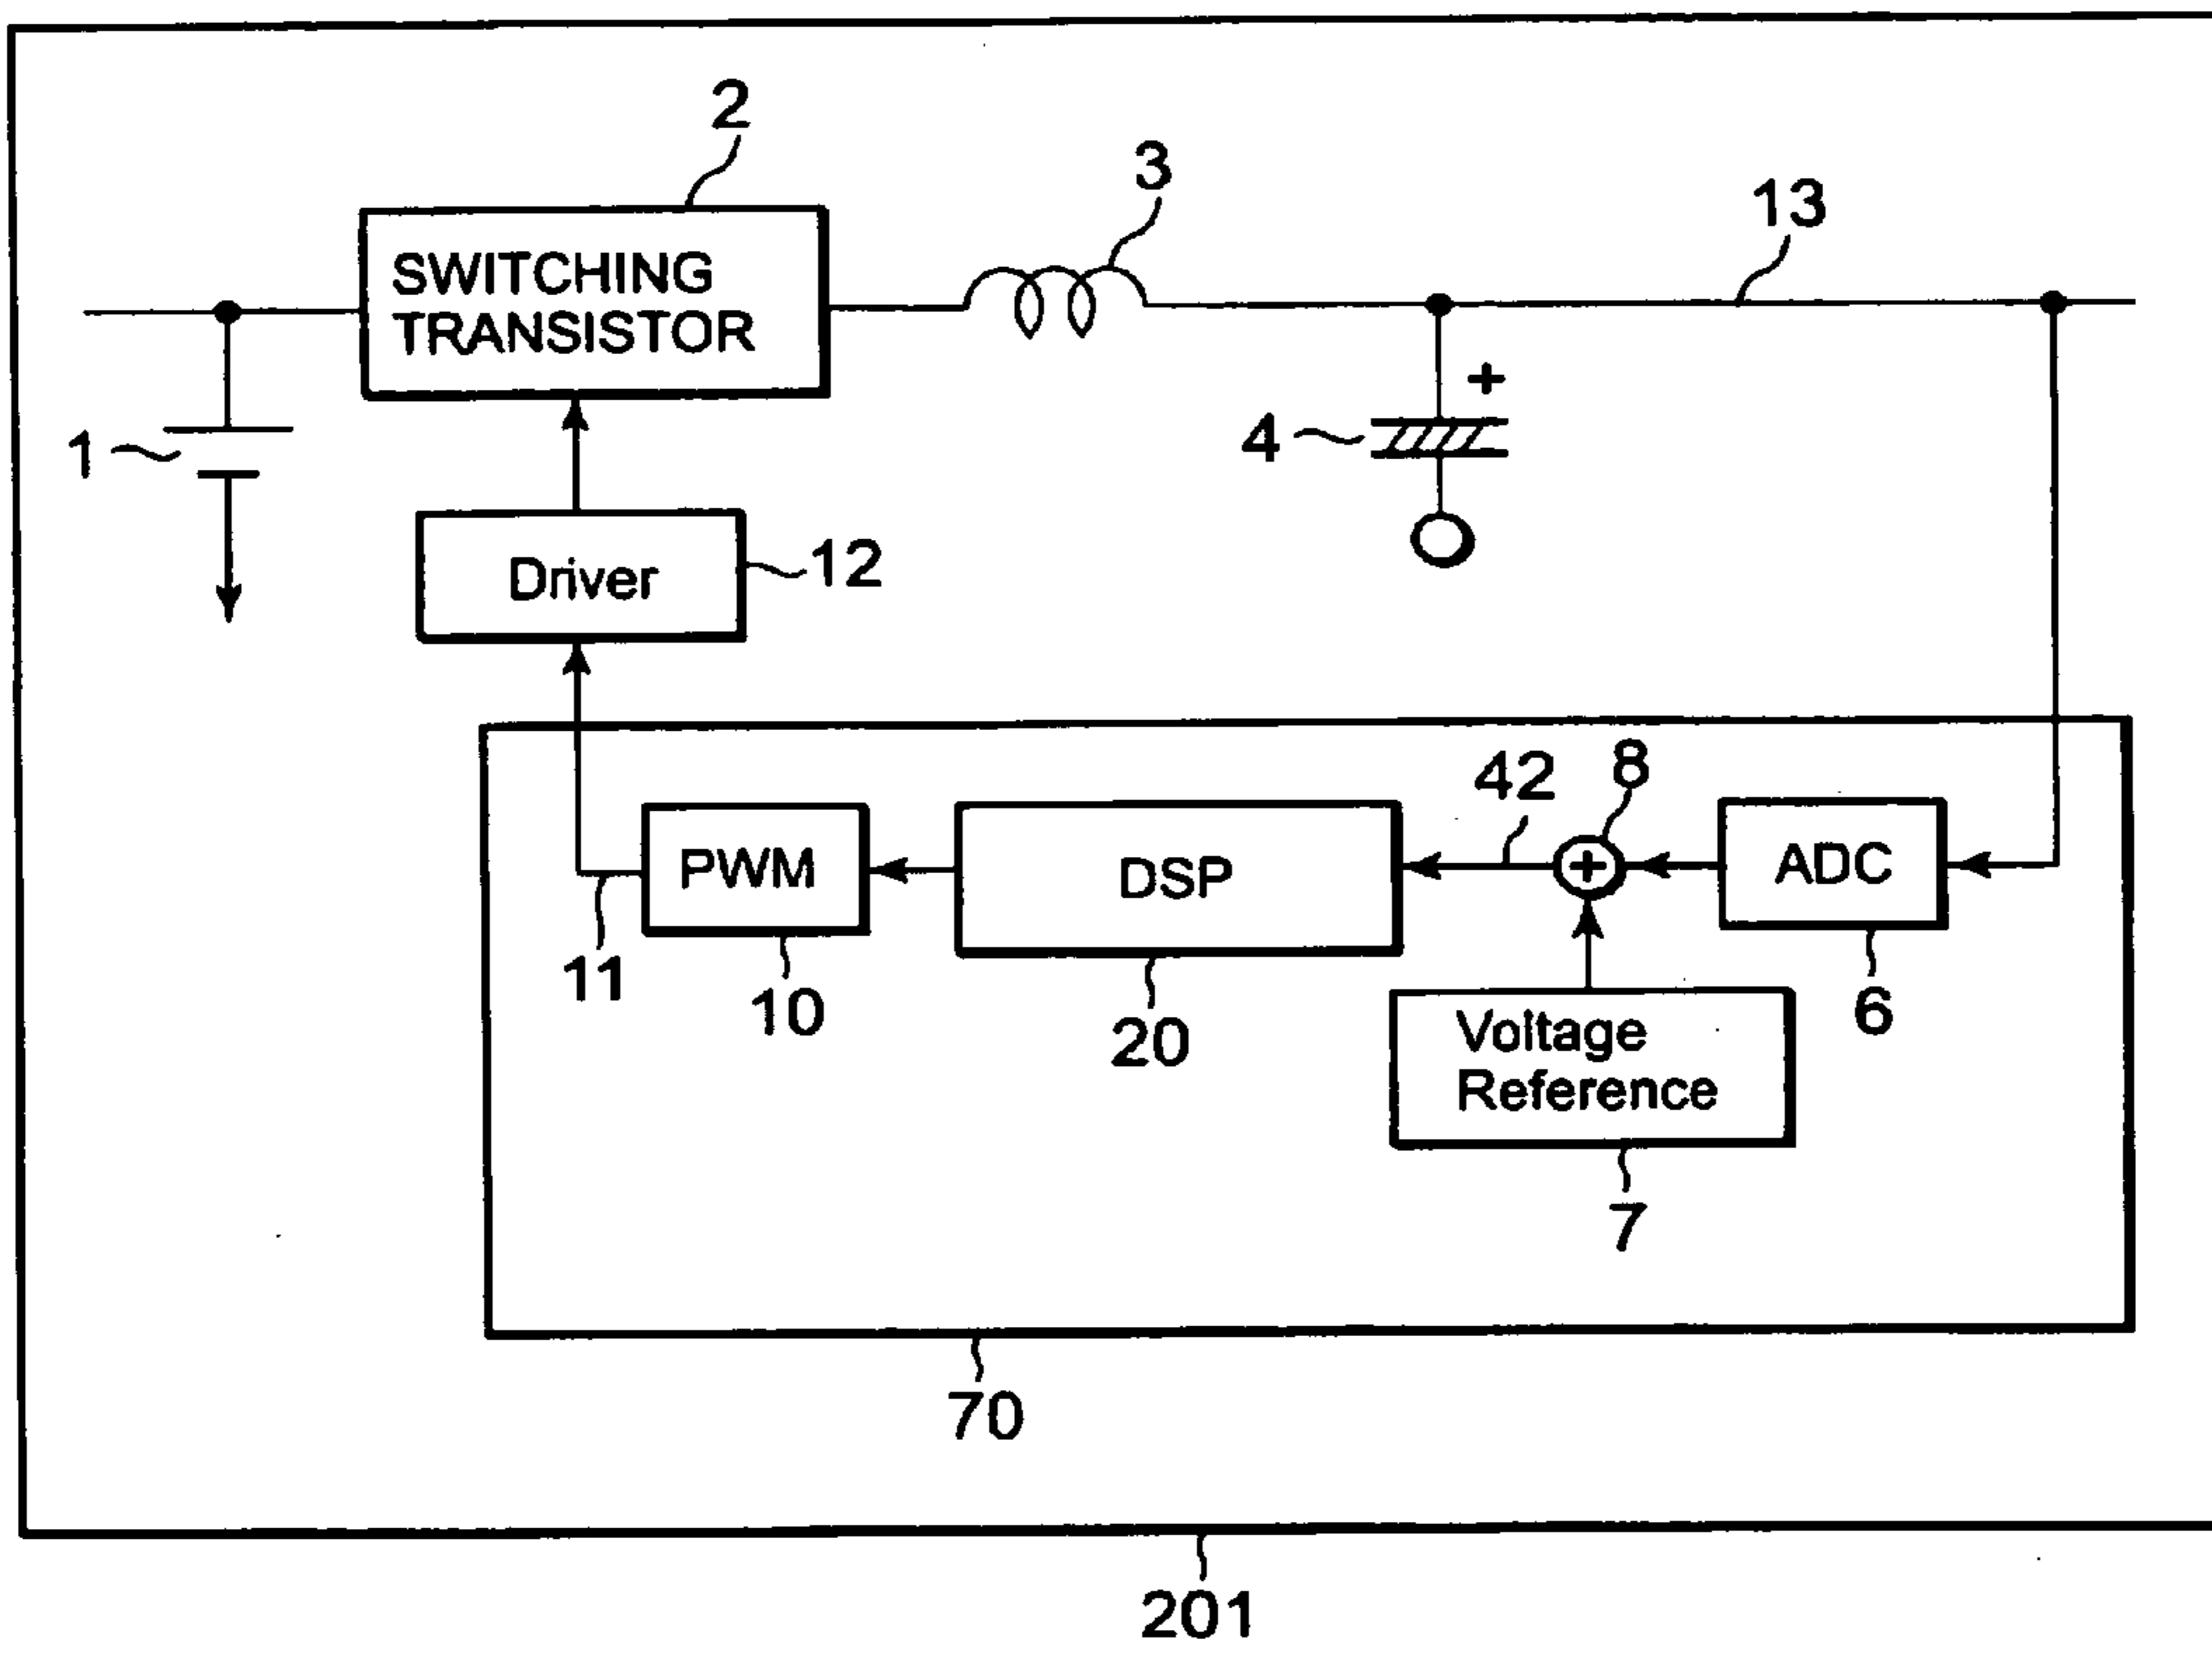 2
3
13
SWITCHING
TRANSISTOR
+
1
4
Driver
12
42
8
PWM
DSP
+
ADC
11
10
20
Voltage
Reference
6
7
70
201